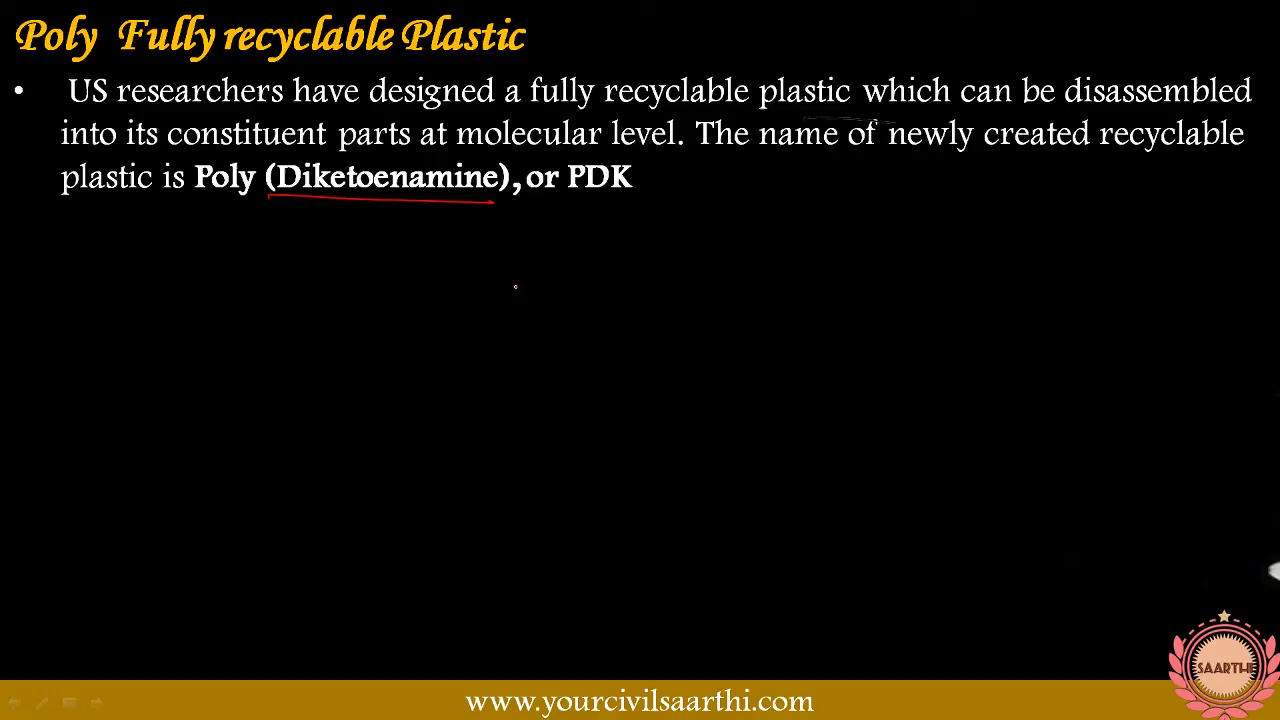 Poly Fully recyclable Plastic
• US researchers have designed a fully recyclable plastic which can be disassembled
into its constituent parts at molecular level. The name of newly created recyclable
plastic is Poly (Diketoenamine), or PDK
SAARTHI
www.yourcivilsaarthi.com